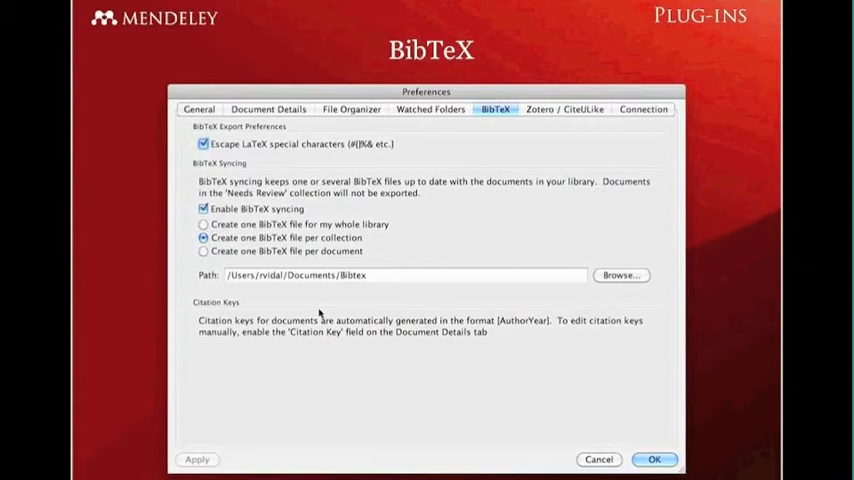 MENDELEY
PLUG-INS
BibTeX
Preferences
General Document Details File Organizer Watched Folders BibTeX Zotero / CiteULike Connection
BibTeX Export Preferences
Escape LaTeX special characters (#{}%& etc.)
BibTeX Syncing
BibTeX syncing keeps one or several BibTeX files up to date with the documents in your library. Documents
in the 'Needs Review' collection will not be exported.
Enable BibTeX syncing
Create one BibTeX file for my whole library
Create one BibTeX file per collection
Create one BibTeX file per document
Path: /Users/rvidal/Documents/Bibtex Browse...
Citation Keys
Citation keys for documents are automatically generated in the format [AuthorYear]. To edit citation keys
manually, enable the 'Citation Key' field on the Document Details tab
Apply Cancel OK